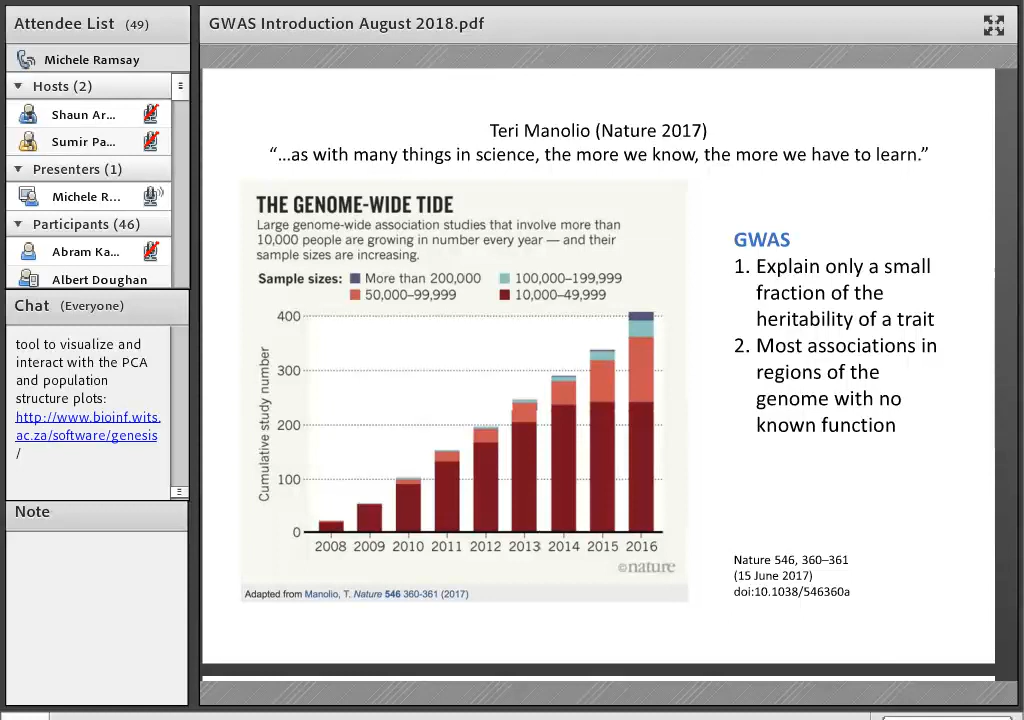 Attendee List (49)
Michele Ramsay
Hosts (2)
Shaun Ar...
Sumir Pa...
Presenters (1)
Michele R...
Participants (46)
Abram Ka...
Albert Doughan
Chat (Everyone)
tool to visualize and
interact with the PCA
and population
structure plots:
http://www.bioinf.wits.
ac.za/software/genesis
/
Note
GWAS Introduction August 2018.pdf
Teri Manolio (Nature 2017)
“...as with many things in science, the more we know, the more we have to learn.”
THE GENOME-WIDE TIDE
Large genome-wide association studies that involve more than
10,000 people are growing in number every year — and their
sample sizes are increasing.
Sample sizes: More than 200,000 100,000–199,999
50,000–99,999 10,000–49,999
Cumulative study number
400
300
200
100
0
2008 2009 2010 2011 2012 2013 2014 2015 2016
©nature
Adapted from Manolio, T. Nature 546 360-361 (2017)
GWAS
1. Explain only a small
fraction of the
heritability of a trait
2. Most associations in
regions of the
genome with no
known function
Nature 546, 360–361
(15 June 2017)
doi:10.1038/546360a